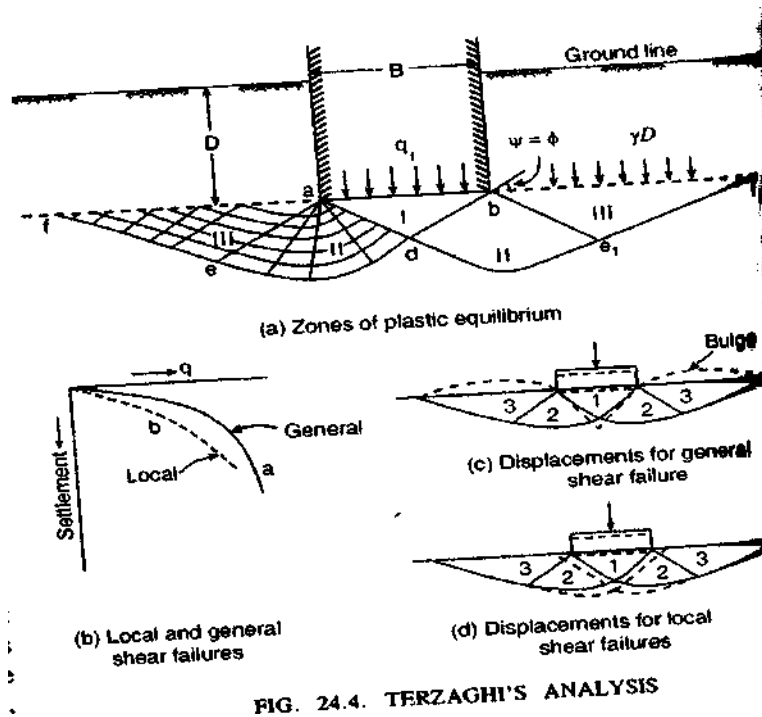 Ground line
B
D
q₁
ψ = φ
γD
a
b
f
I
III
II
d
III
e
II
e₁
(a) Zones of plastic equilibrium
q
Bulge
b
General
Local
a
Settlement
3 2 1 2 3
(c) Displacements for general
shear failure
3 2 1 2 3
(b) Local and general
shear failures
(d) Displacements for local
shear failures
FIG. 24.4. TERZAGHI'S ANALYSIS